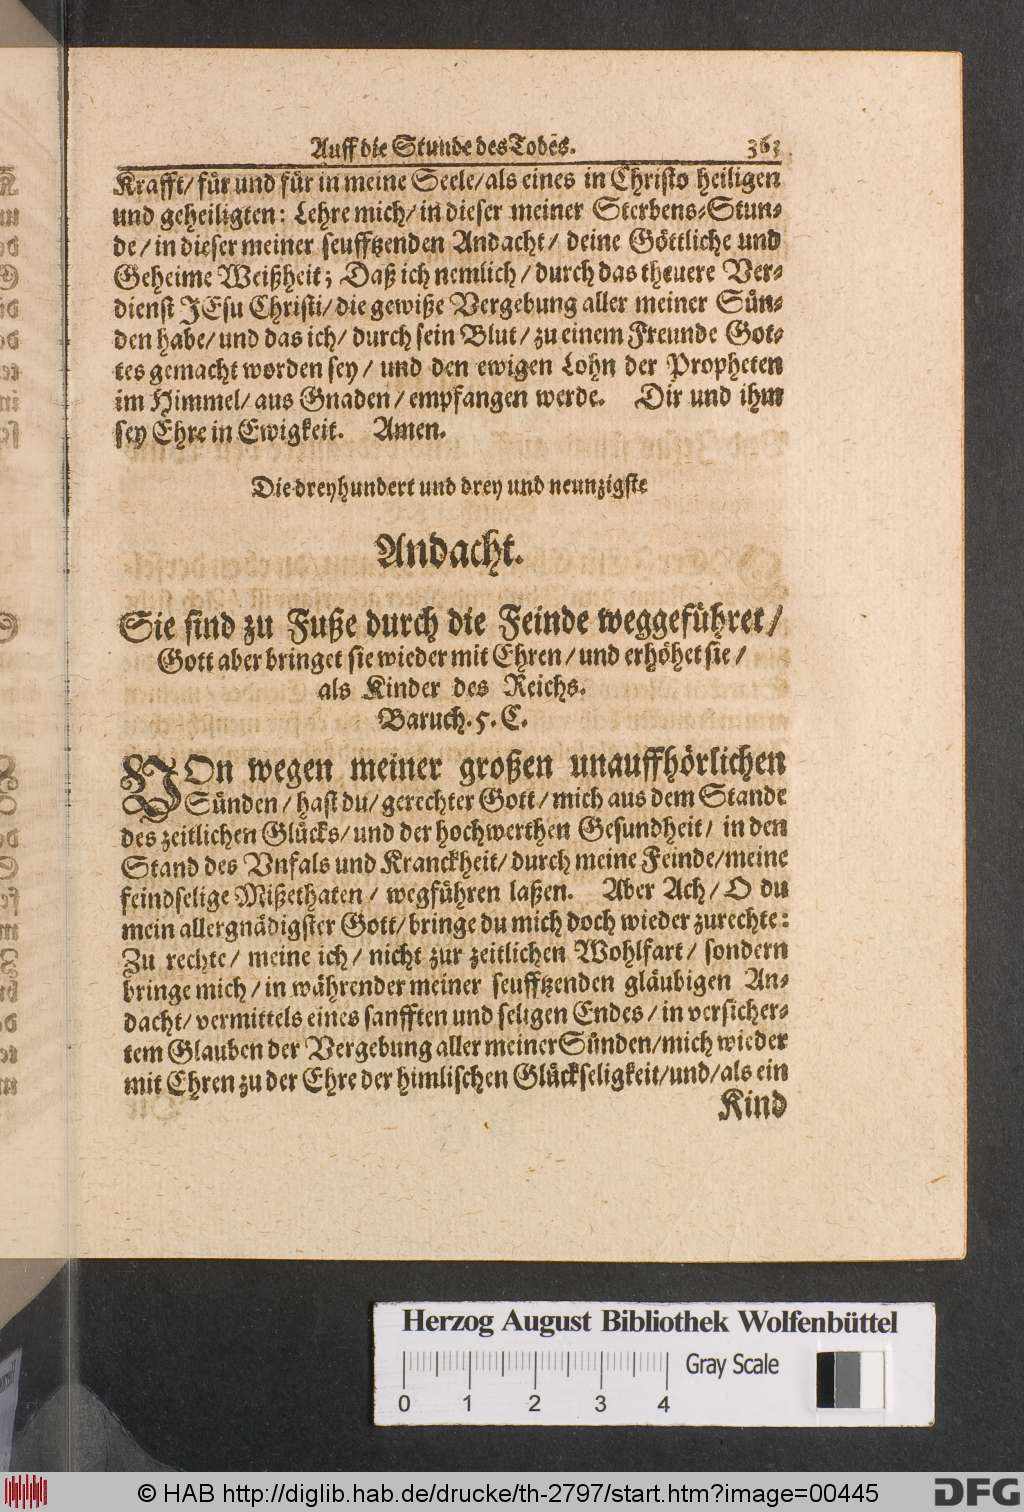 Auff die Stunde des Todes. 363
Krafft/ für und für in meine Seele/ als eines in Christo heiligen
und geheiligten: Lehre mich/ in dieser meiner Sterbens-Stun-
de/ in dieser meiner seufftzenden Andacht/ deine Göttliche und
Geheime Weißheit; Daß ich nemlich/ durch das theuere Ver-
dienst JEsu Christi/ die gewiße Vergebung aller meiner Sün-
den habe/ und das ich/ durch sein Blut/ zu einem Freunde Got-
tes gemacht worden sey/ und den ewigen Lohn der Propheten
im Himmel/ aus Gnaden/ empfangen werde. Dir und ihm
sey Ehre in Ewigkeit. Amen.
Die dreyhundert und drey und neunzigste
Andacht.
Sie sind zu Fuße durch die Feinde weggeführet/
Gott aber bringet sie wieder mit Ehren/ und erhöhet sie/
als Kinder des Reichs.
Baruch. 5. C.
VOn wegen meiner großen unauffhörlichen
Sünden/ hast du/ gerechter Gott/ mich aus dem Stande
des zeitlichen Glücks/ und der hochwerthen Gesundheit/ in den
Stand des Vnfals und Kranckheit/ durch meine Feinde/ meine
feindselige Mißethaten/ wegführen laßen. Aber Ach/ O du
mein allergnädigster Gott/ bringe du mich doch wieder zurechte:
Zu rechte/ meine ich/ nicht zur zeitlichen Wohlfart/ sondern
bringe mich/ in währender meiner seufftzenden gläubigen An-
dacht/ vermittels eines sanfften und seligen Endes/ in versicher-
tem Glauben der Vergebung aller meiner Sünden/ mich wieder
mit Ehren zu der Ehre der himlischen Glückseligkeit/ und/ als ein
Kind
Herzog August Bibliothek Wolfenbüttel
Gray Scale
0 1 2 3 4
© HAB http://diglib.hab.de/drucke/th-2797/start.htm?image=00445
DFG